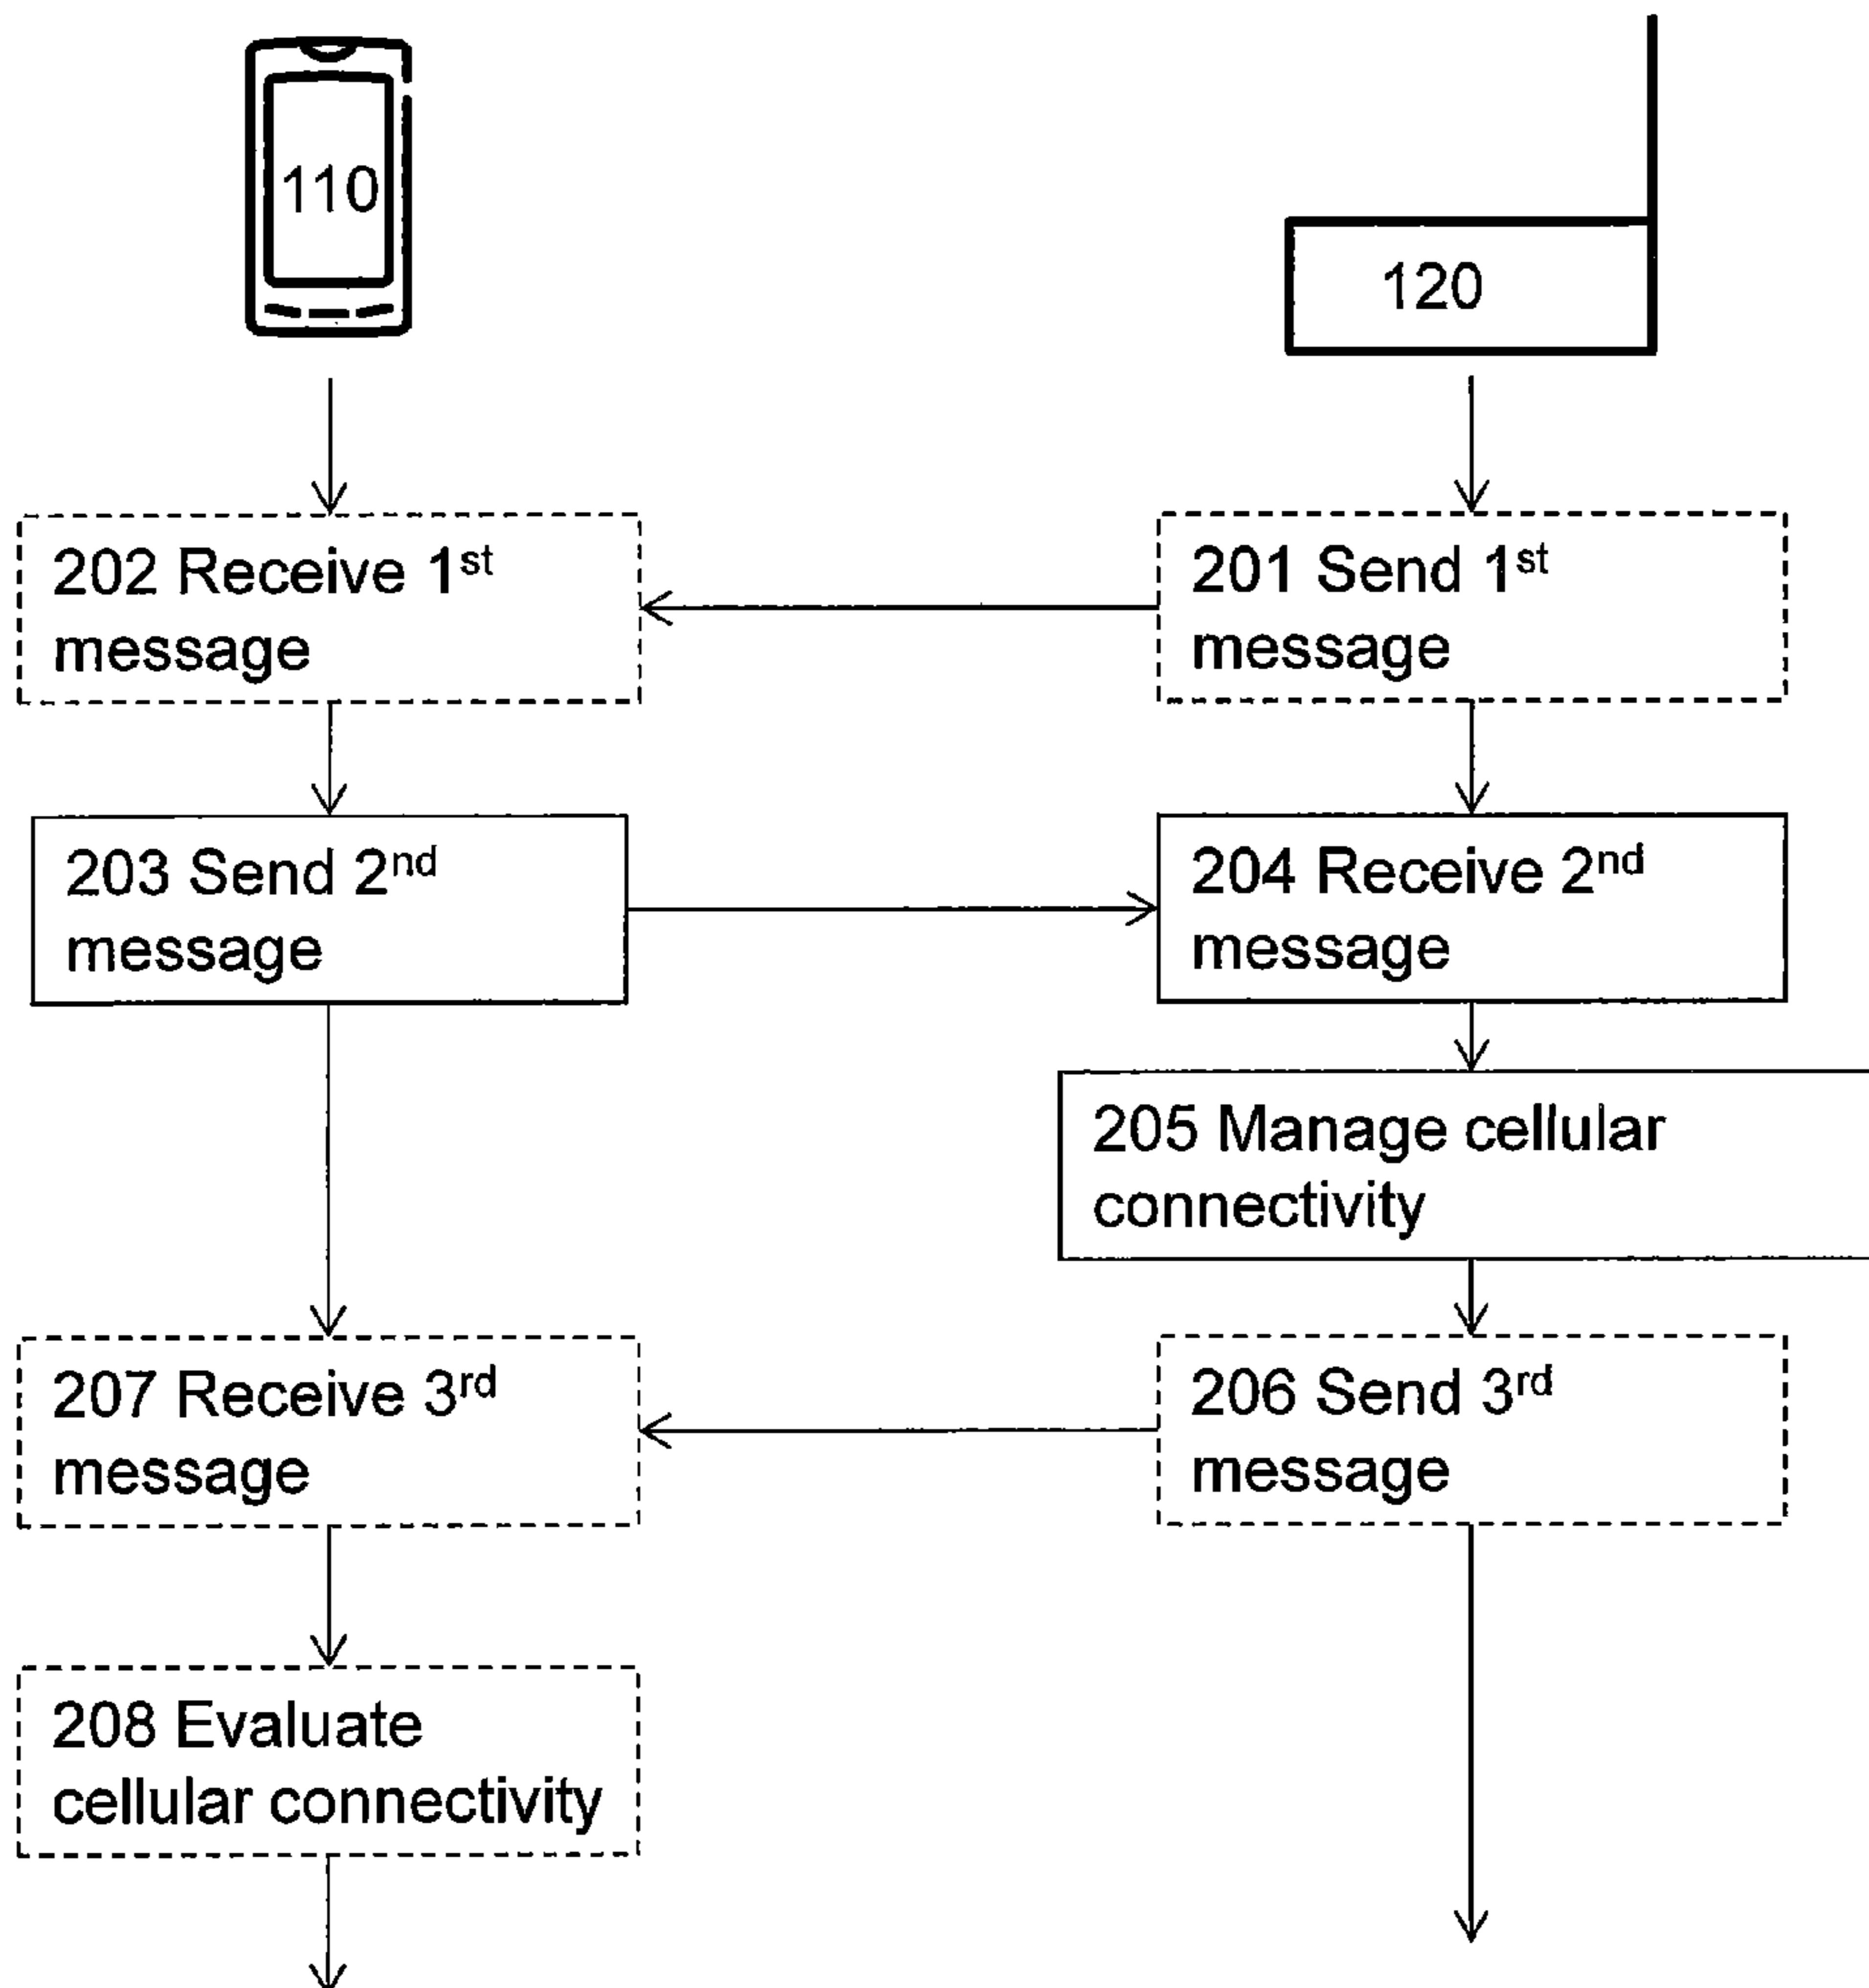 110
120
202 Receive 1st
message
201 Send 1st
message
203 Send 2nd
message
204 Receive 2nd
message
205 Manage cellular
connectivity
207 Receive 3rd
message
206 Send 3rd
message
208 Evaluate
cellular connectivity